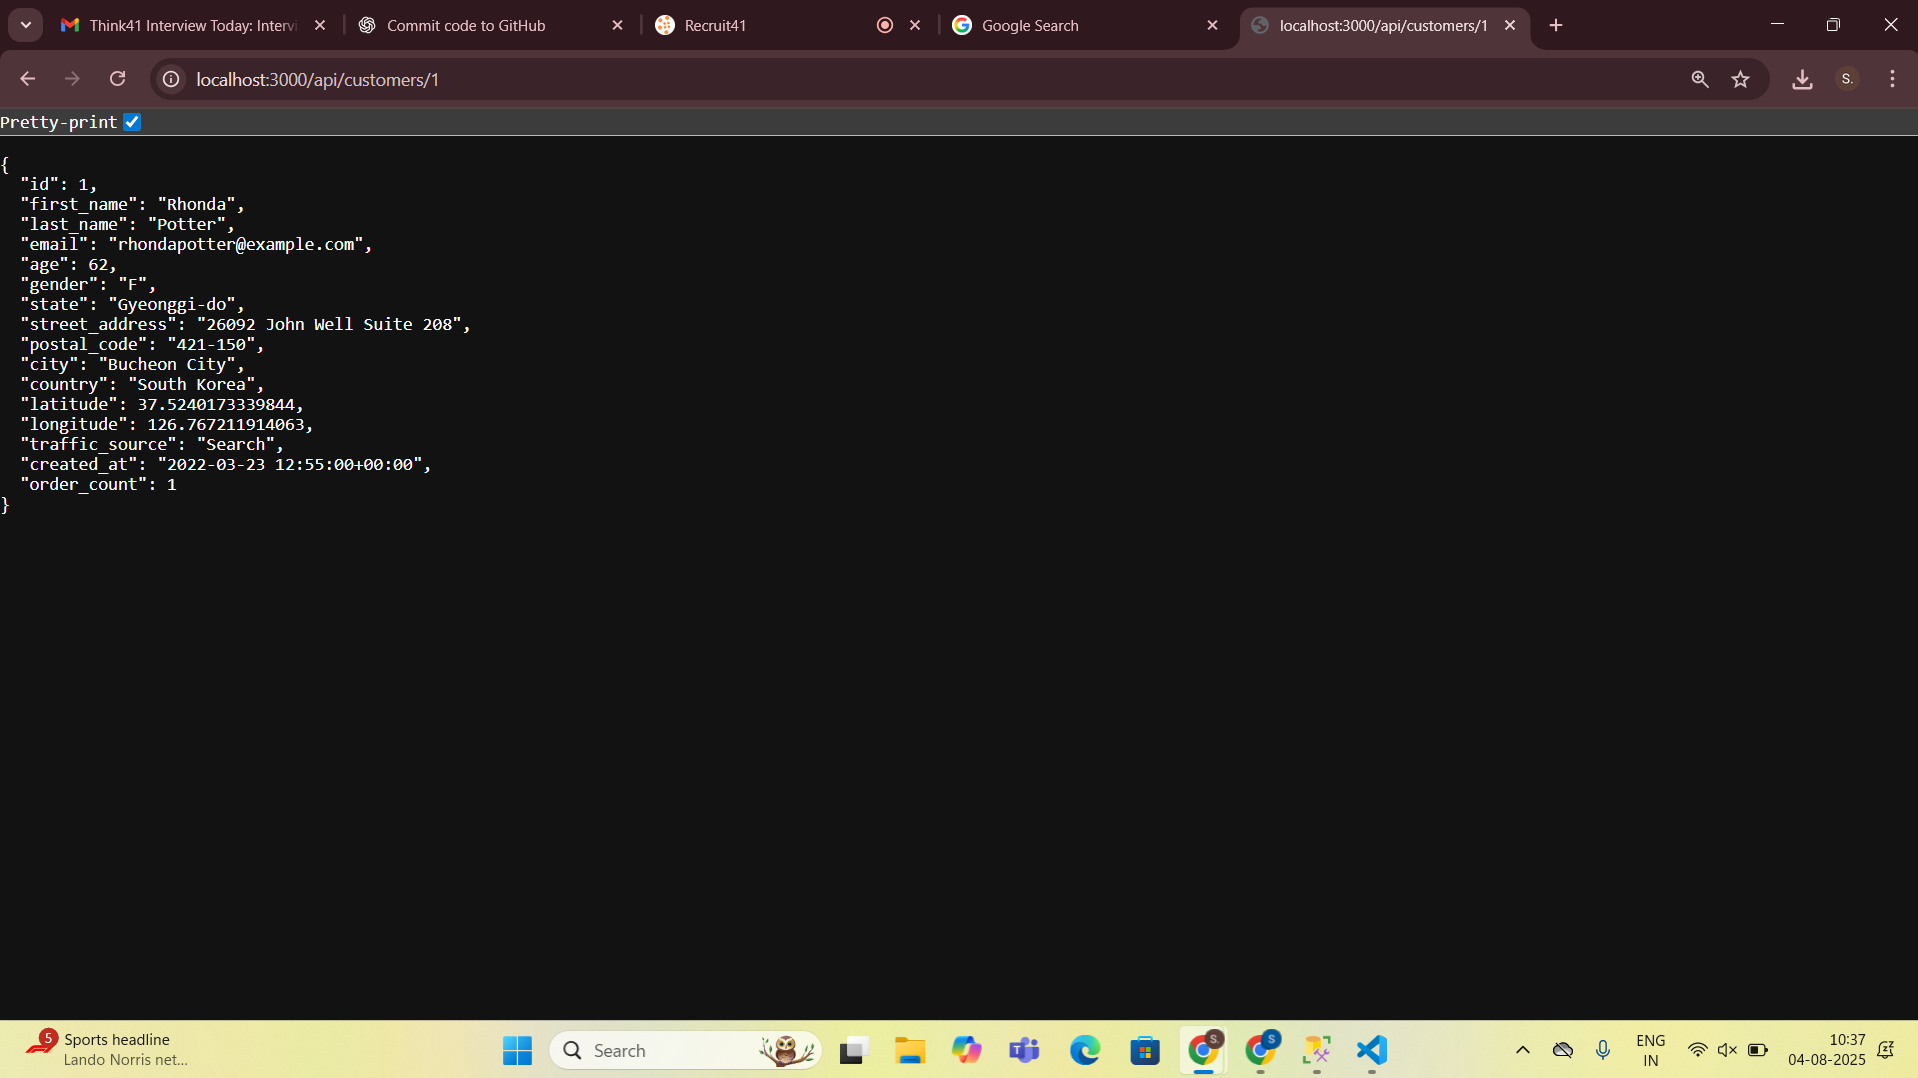 Think41 Interview Today: Intervi
Commit code to GitHub
Recruit41
Google Search
localhost:3000/api/customers/1
localhost:3000/api/customers/1
S.
Pretty-print
{
"id": 1,
"first_name": "Rhonda",
"last_name": "Potter",
"email": "rhondapotter@example.com",
"age": 62,
"gender": "F",
"state": "Gyeonggi-do",
"street_address": "26092 John Well Suite 208",
"postal_code": "421-150",
"city": "Bucheon City",
"country": "South Korea",
"latitude": 37.5240173339844,
"longitude": 126.767211914063,
"traffic_source": "Search",
"created_at": "2022-03-23 12:55:00+00:00",
"order_count": 1
}
5
Sports headline
Lando Norris net...
Search
S.
S
ENG
IN
10:37
04-08-2025